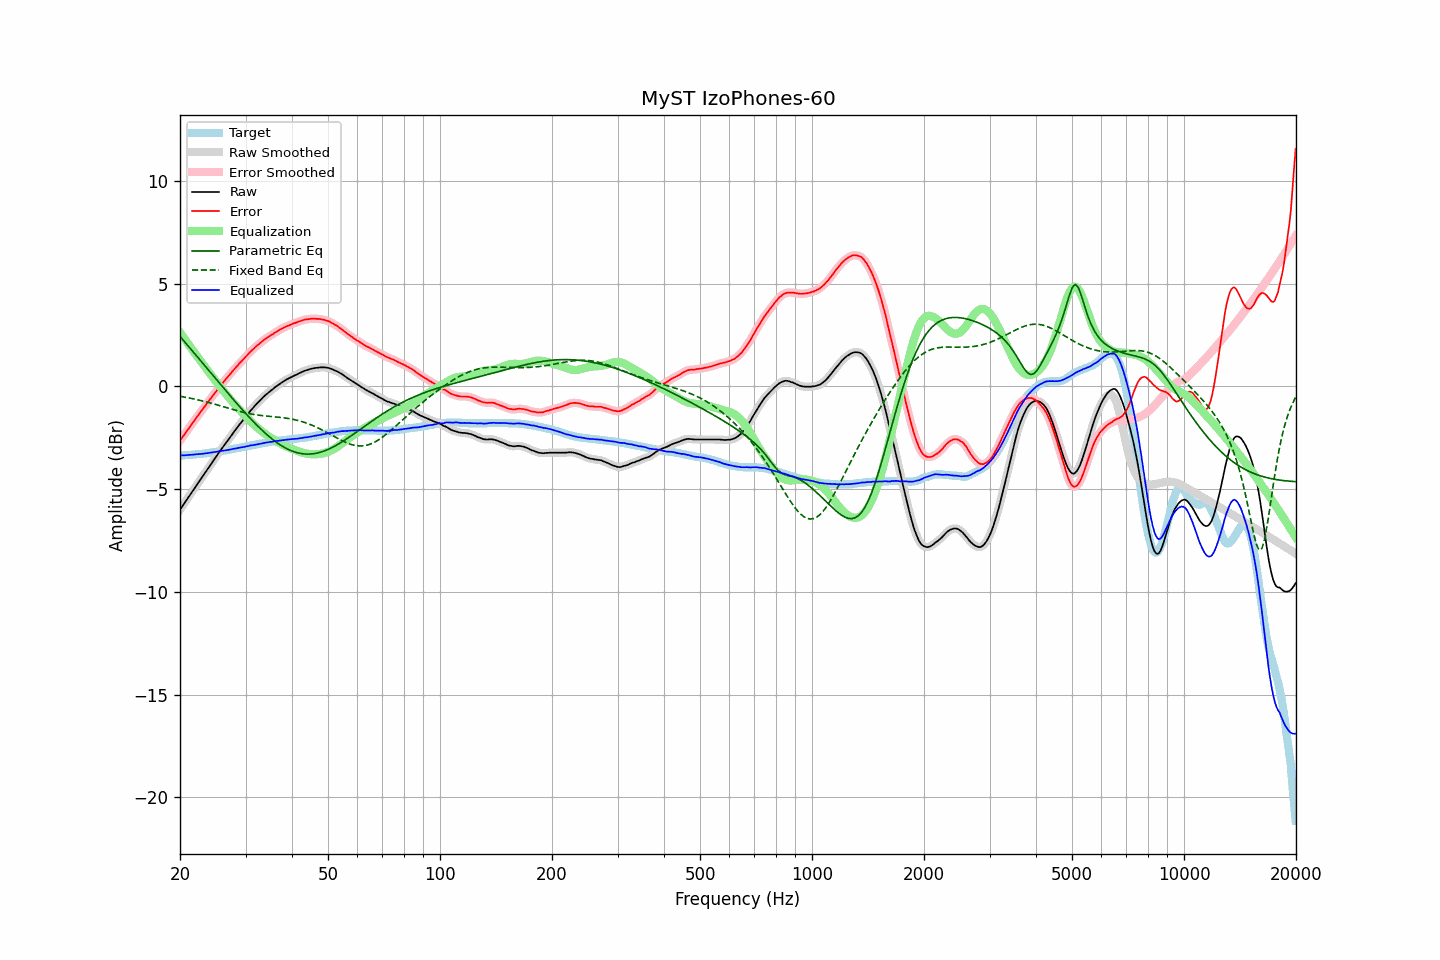 MyST IzoPhones-60
Target
Raw Smoothed
Error Smoothed
Raw
Error
Equalization
Parametric Eq
Fixed Band Eq
Equalized
10
5
0
−5
−10
−15
−20
Amplitude (dBr)
20 50 100 200 500 1000 2000 5000 10000 20000
Frequency (Hz)